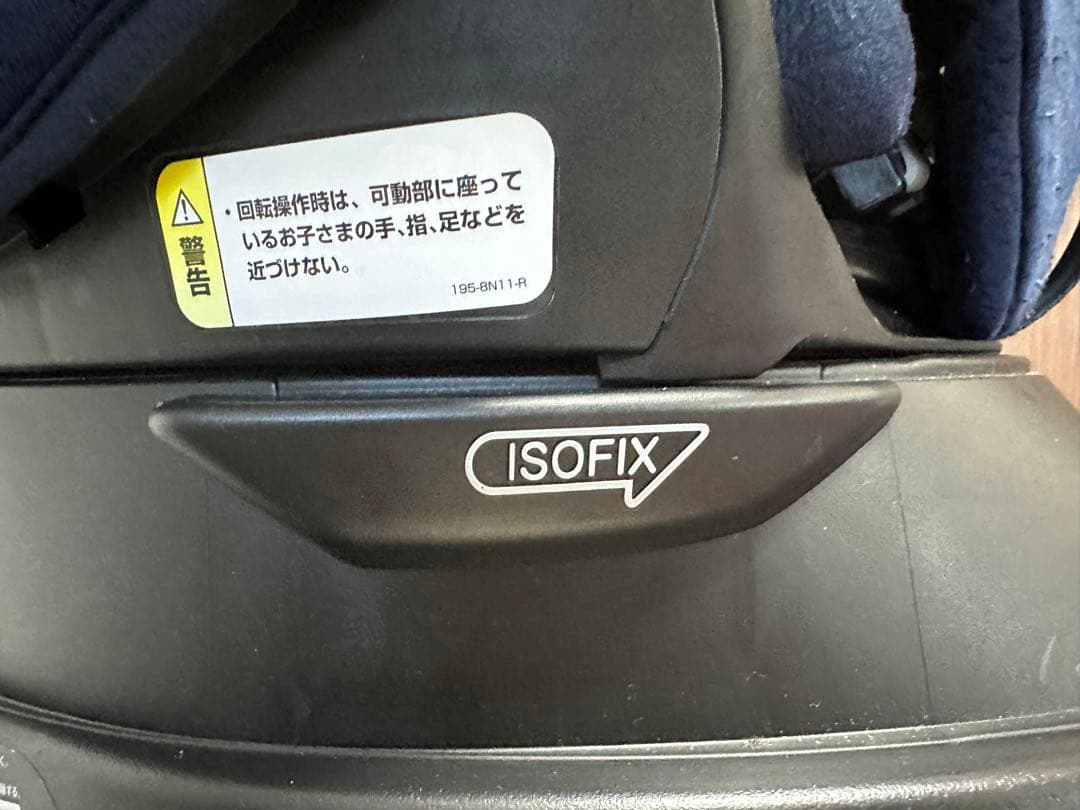 警告
・回転操作時は、可動部に座って
いるお子さまの手、指、足などを
近づけない。
195-8N11-R
ISOFIX